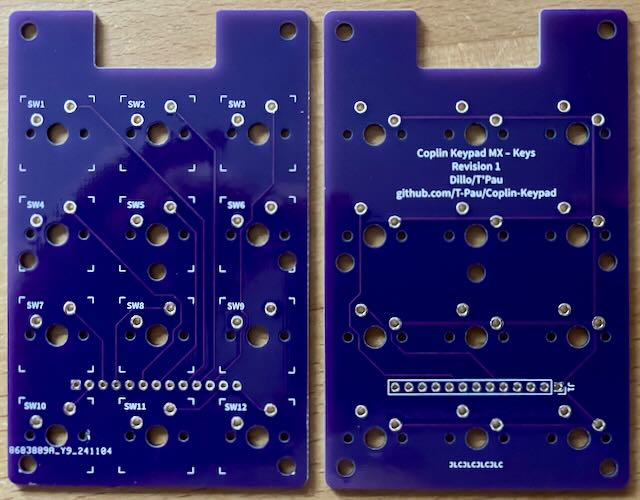 SW1 SW2 SW3
SW4 SW5 SW6
SW7 SW8 SW9
SW10 SW11 SW12
8603889A_Y9_241104
Coplin Keypad MX – Keys
Revision 1
Dillo/T'Pau
github.com/T-Pau/Coplin-Keypad
JLCJLCJLCJLC